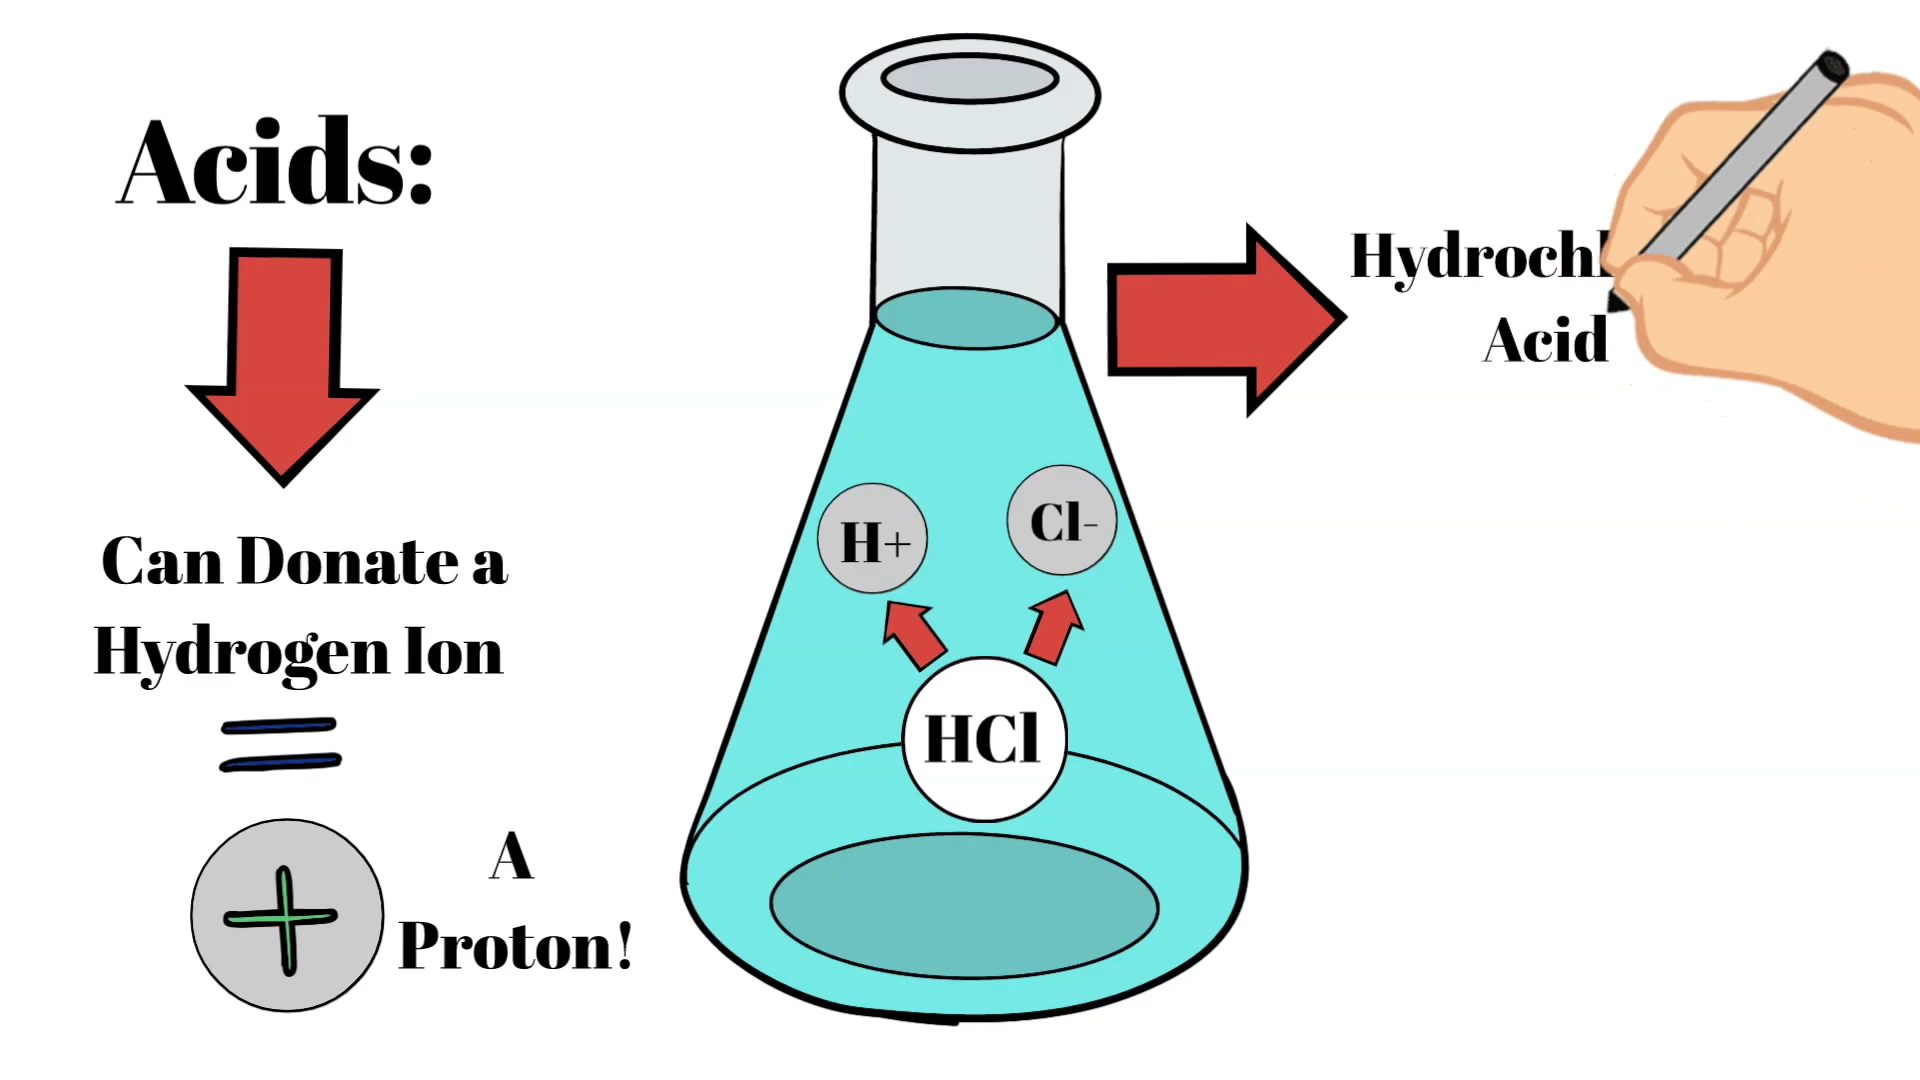 Acids:
Can Donate a
Hydrogen Ion
A
Proton!
H+
Cl-
HCl
Hydrochl
Acid